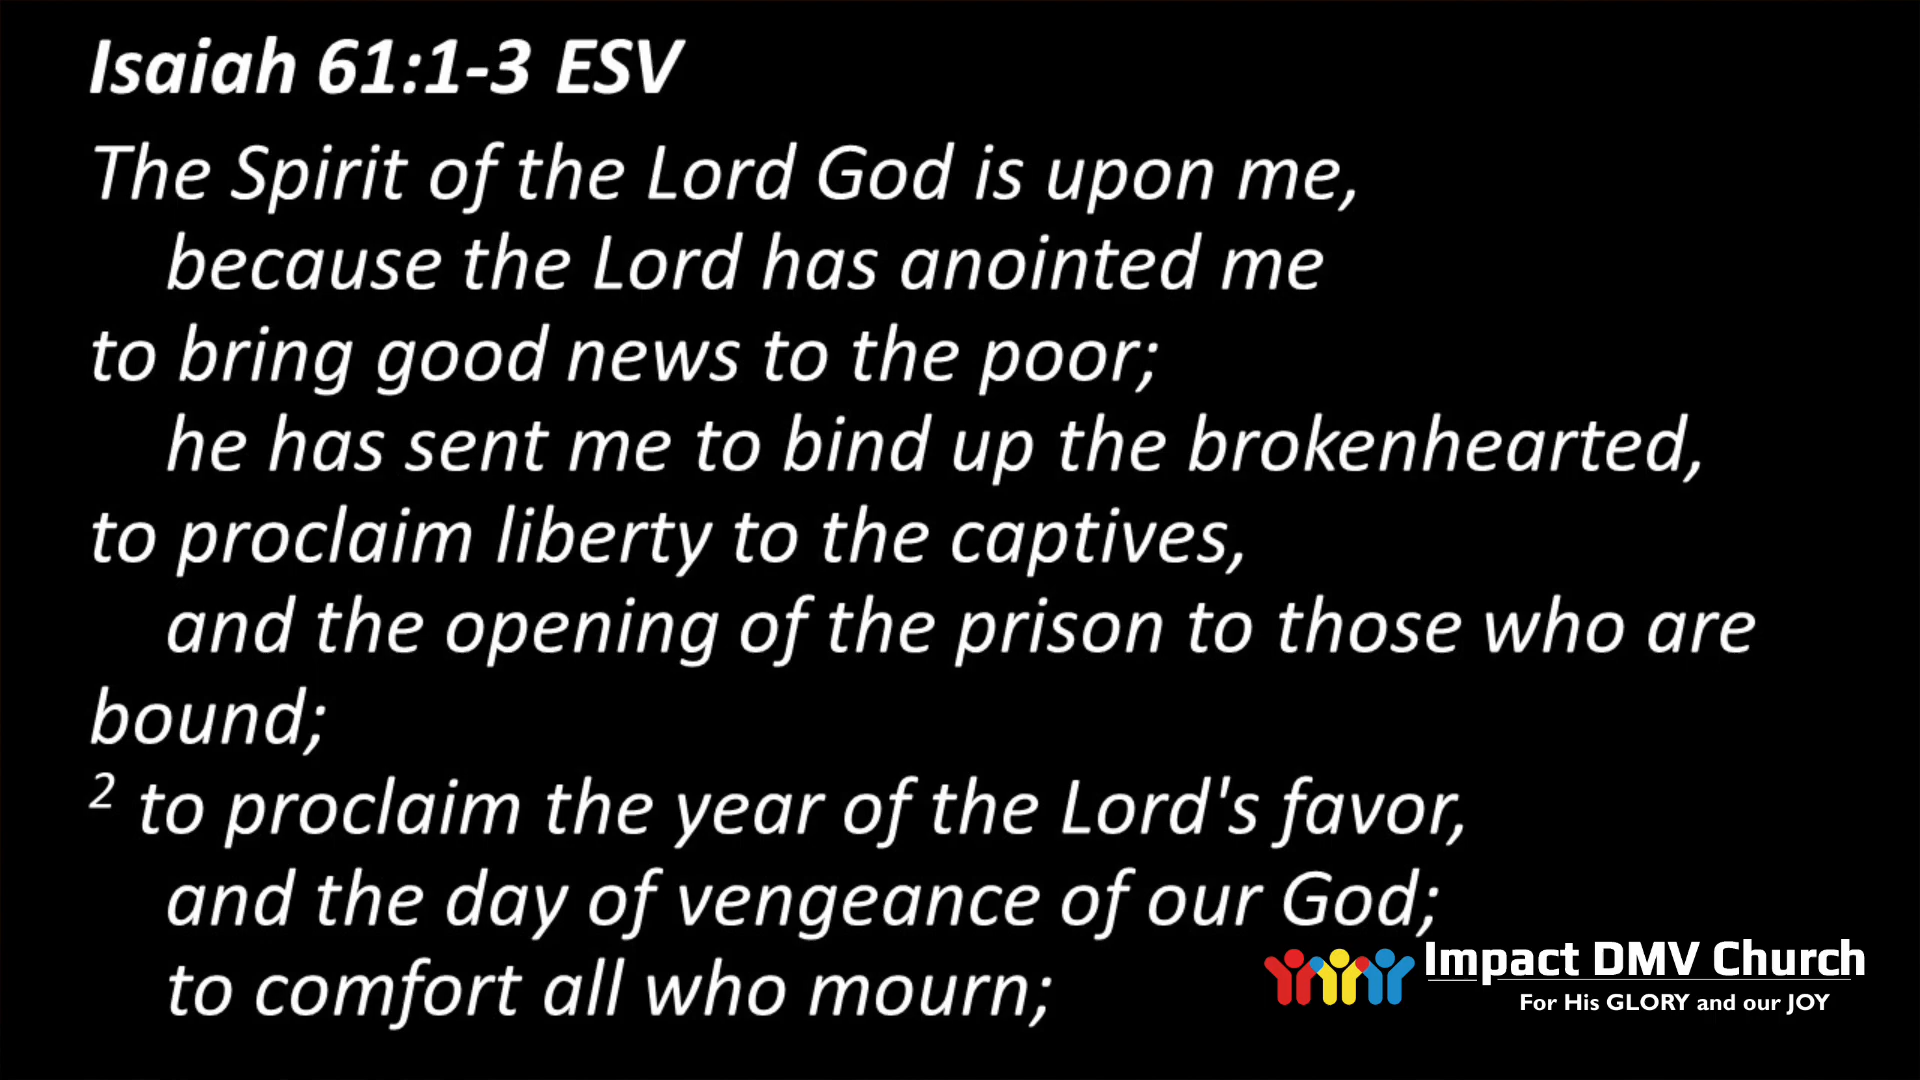 Isaiah 61:1-3 ESV
The Spirit of the Lord God is upon me,
because the Lord has anointed me
to bring good news to the poor;
he has sent me to bind up the brokenhearted,
to proclaim liberty to the captives,
and the opening of the prison to those who are
bound;
2 to proclaim the year of the Lord's favor,
and the day of vengeance of our God;
to comfort all who mourn;
Impact DMV Church
For His GLORY and our JOY